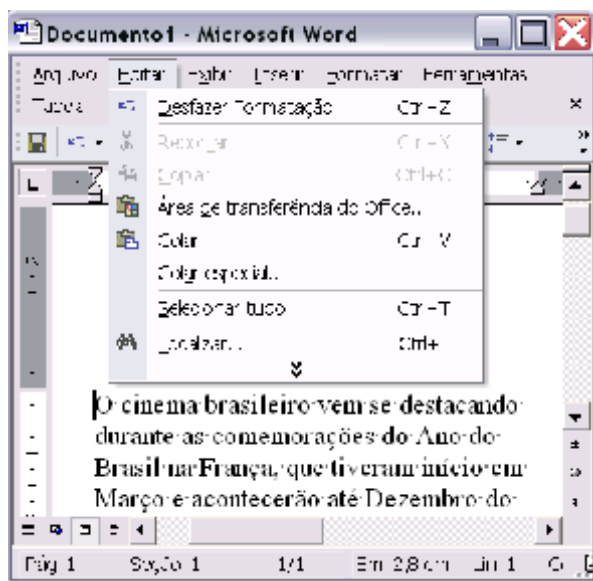 Documento1 - Microsoft Word
Arquivo Editar Exibir Inserir Formatar Ferramentas
Tabela
Desfazer Formatação Ctrl+Z
Recortar Ctrl+X
Copiar Ctrl+C
Área de transferência do Office...
Colar Ctrl+V
Colar especial...
Selecionar tudo Ctrl+T
Localizar... Ctrl+
O cinema brasileiro vem se destacando
durante as comemorações do Ano do
Brasil na França, que tiveram início em
Março e acontecerão até Dezembro do
Pág 1 Seção 1 1/1 Em 2,8 cm Lin 1